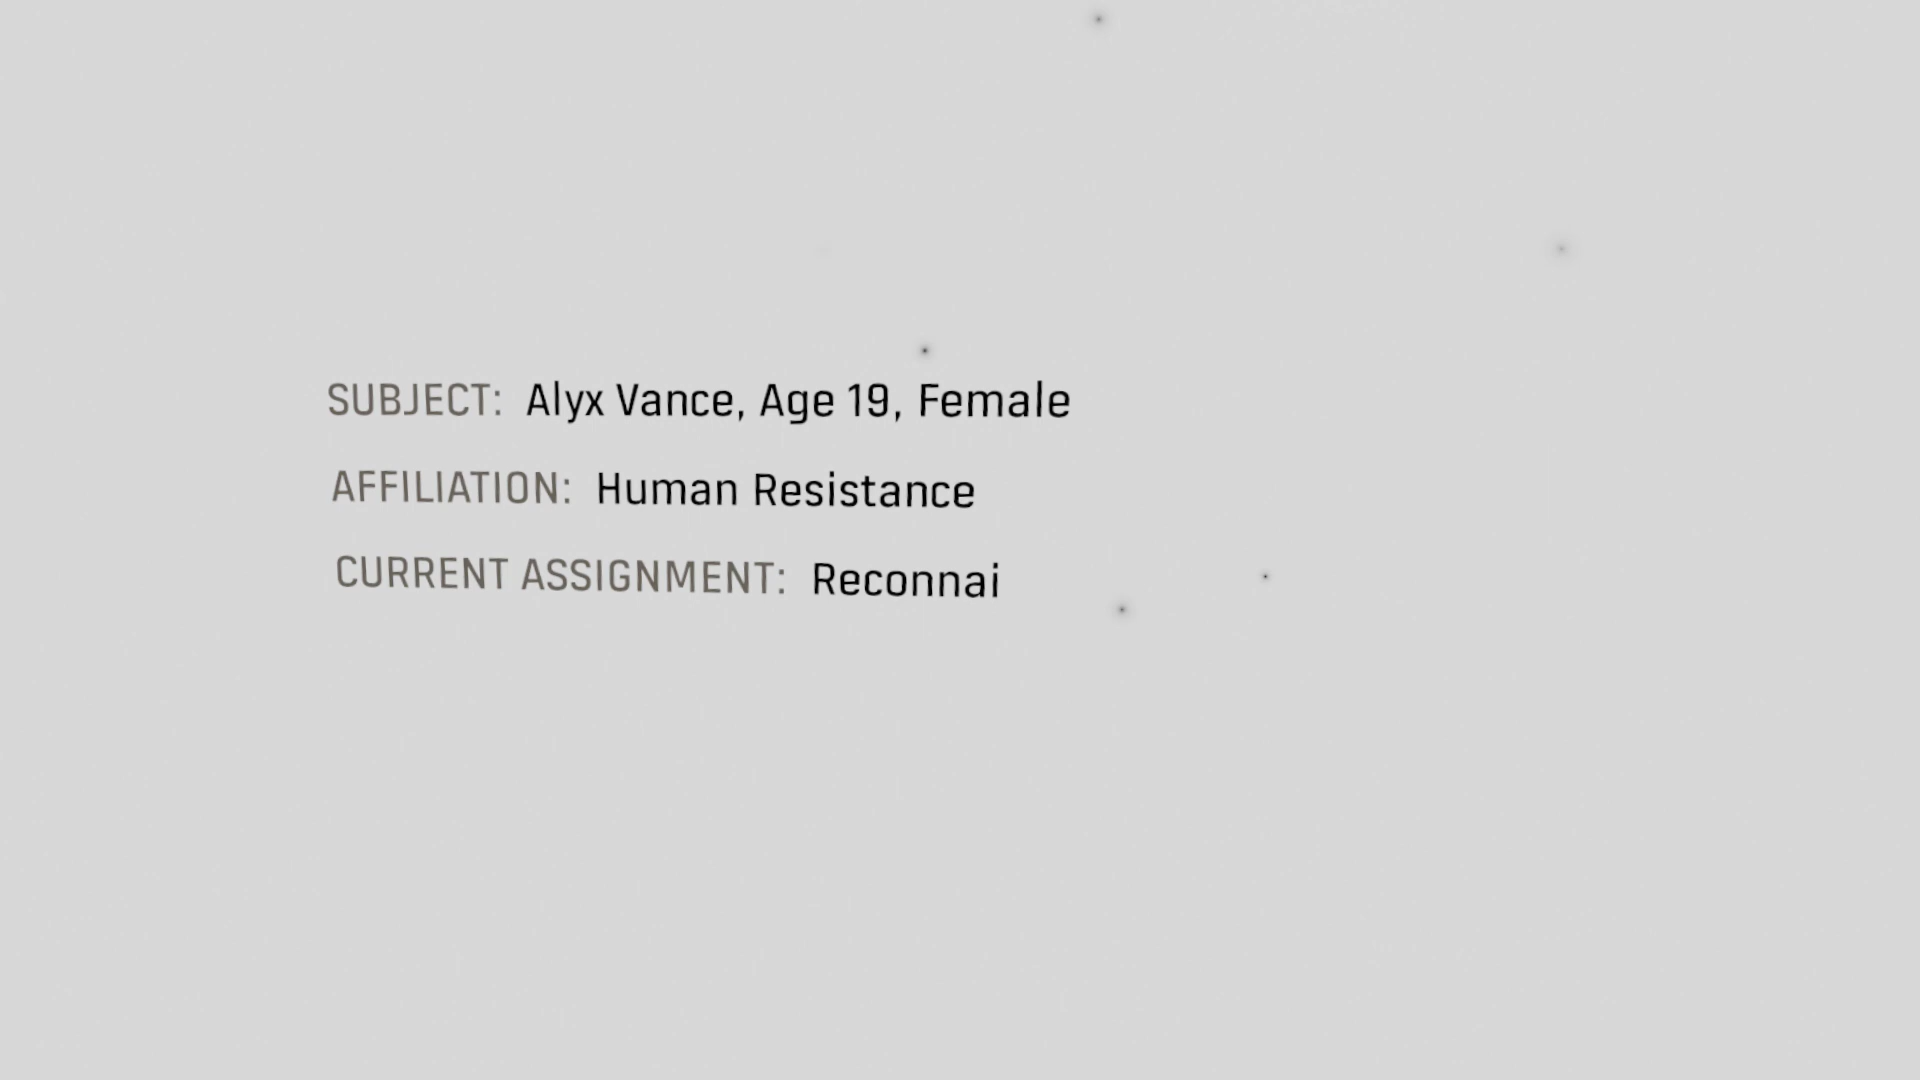 SUBJECT: Alyx Vance, Age 19, Female
AFFILIATION: Human Resistance
CURRENT ASSIGNMENT: Reconnai